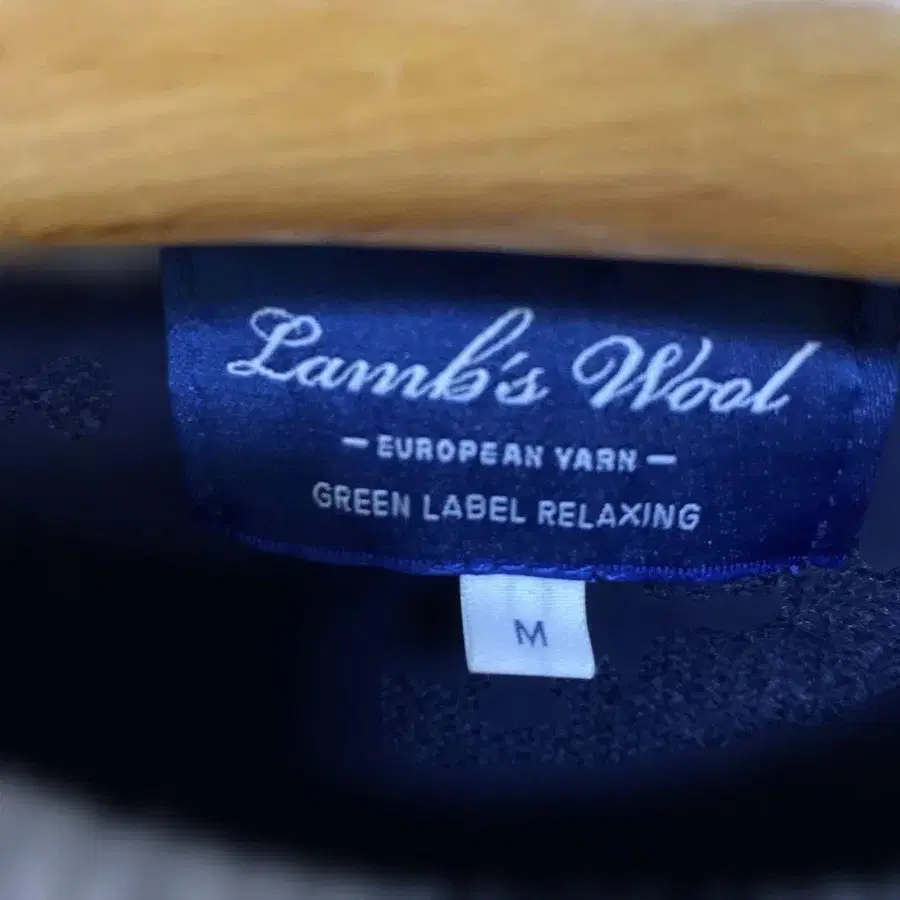 Lamb's Wool
— EUROPEAN YARN —
GREEN LABEL RELAXING
M